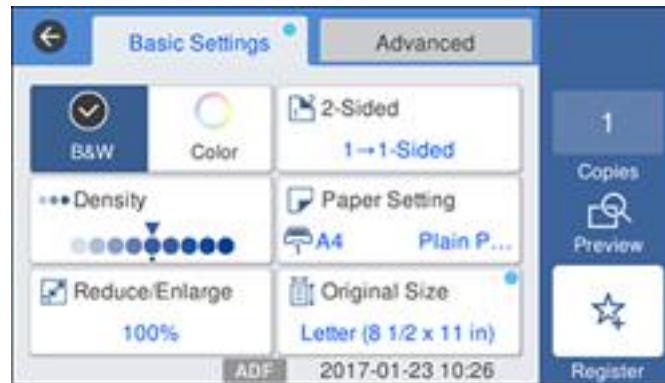 Basic Settings
Advanced
B&W
Color
2-Sided
1→1-Sided
1
Copies
Density
Paper Setting
A4 Plain P...
Preview
Reduce/Enlarge
100%
Original Size
Letter (8 1/2 x 11 in)
ADF
2017-01-23 10:26
Register